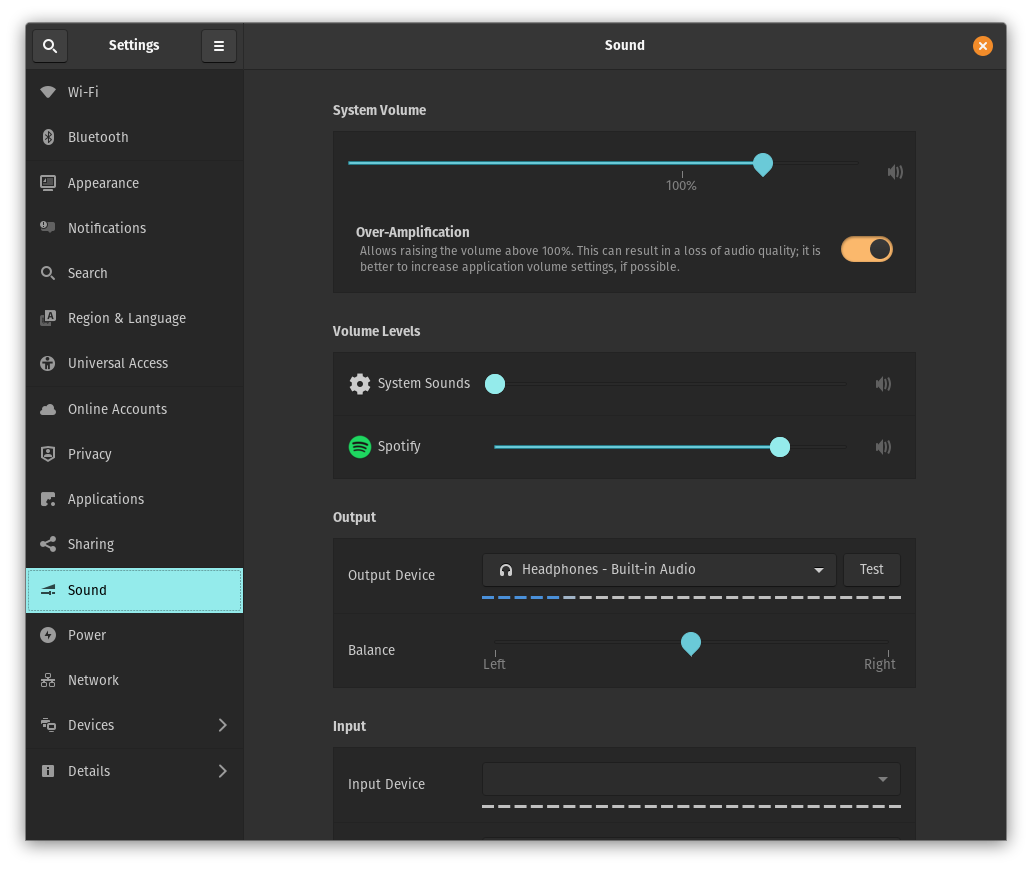 Settings
Sound
Wi-Fi
Bluetooth
Appearance
Notifications
Search
Region & Language
Universal Access
Online Accounts
Privacy
Applications
Sharing
Sound
Power
Network
Devices
Details
System Volume
100%
Over-Amplification
Allows raising the volume above 100%. This can result in a loss of audio quality; it is
better to increase application volume settings, if possible.
Volume Levels
System Sounds
Spotify
Output
Output Device
Headphones - Built-in Audio
Test
Balance
Left
Right
Input
Input Device